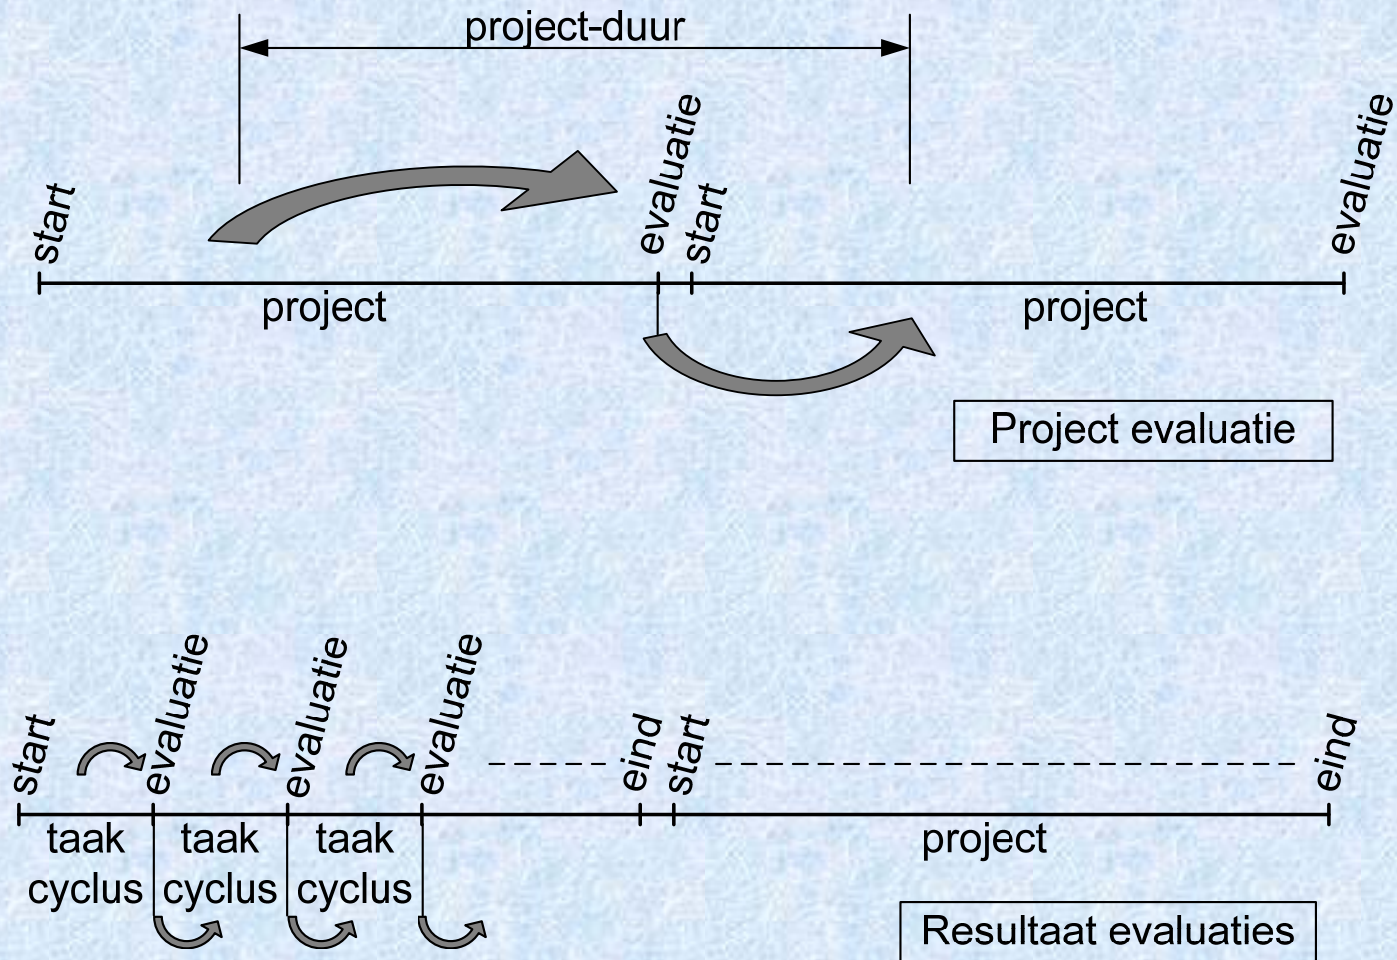 project-duur
start
evaluatie
start
evaluatie
project
project
Project evaluatie
start
evaluatie
evaluatie
evaluatie
eind
start
eind
taak
cyclus
taak
cyclus
taak
cyclus
project
Resultaat evaluaties